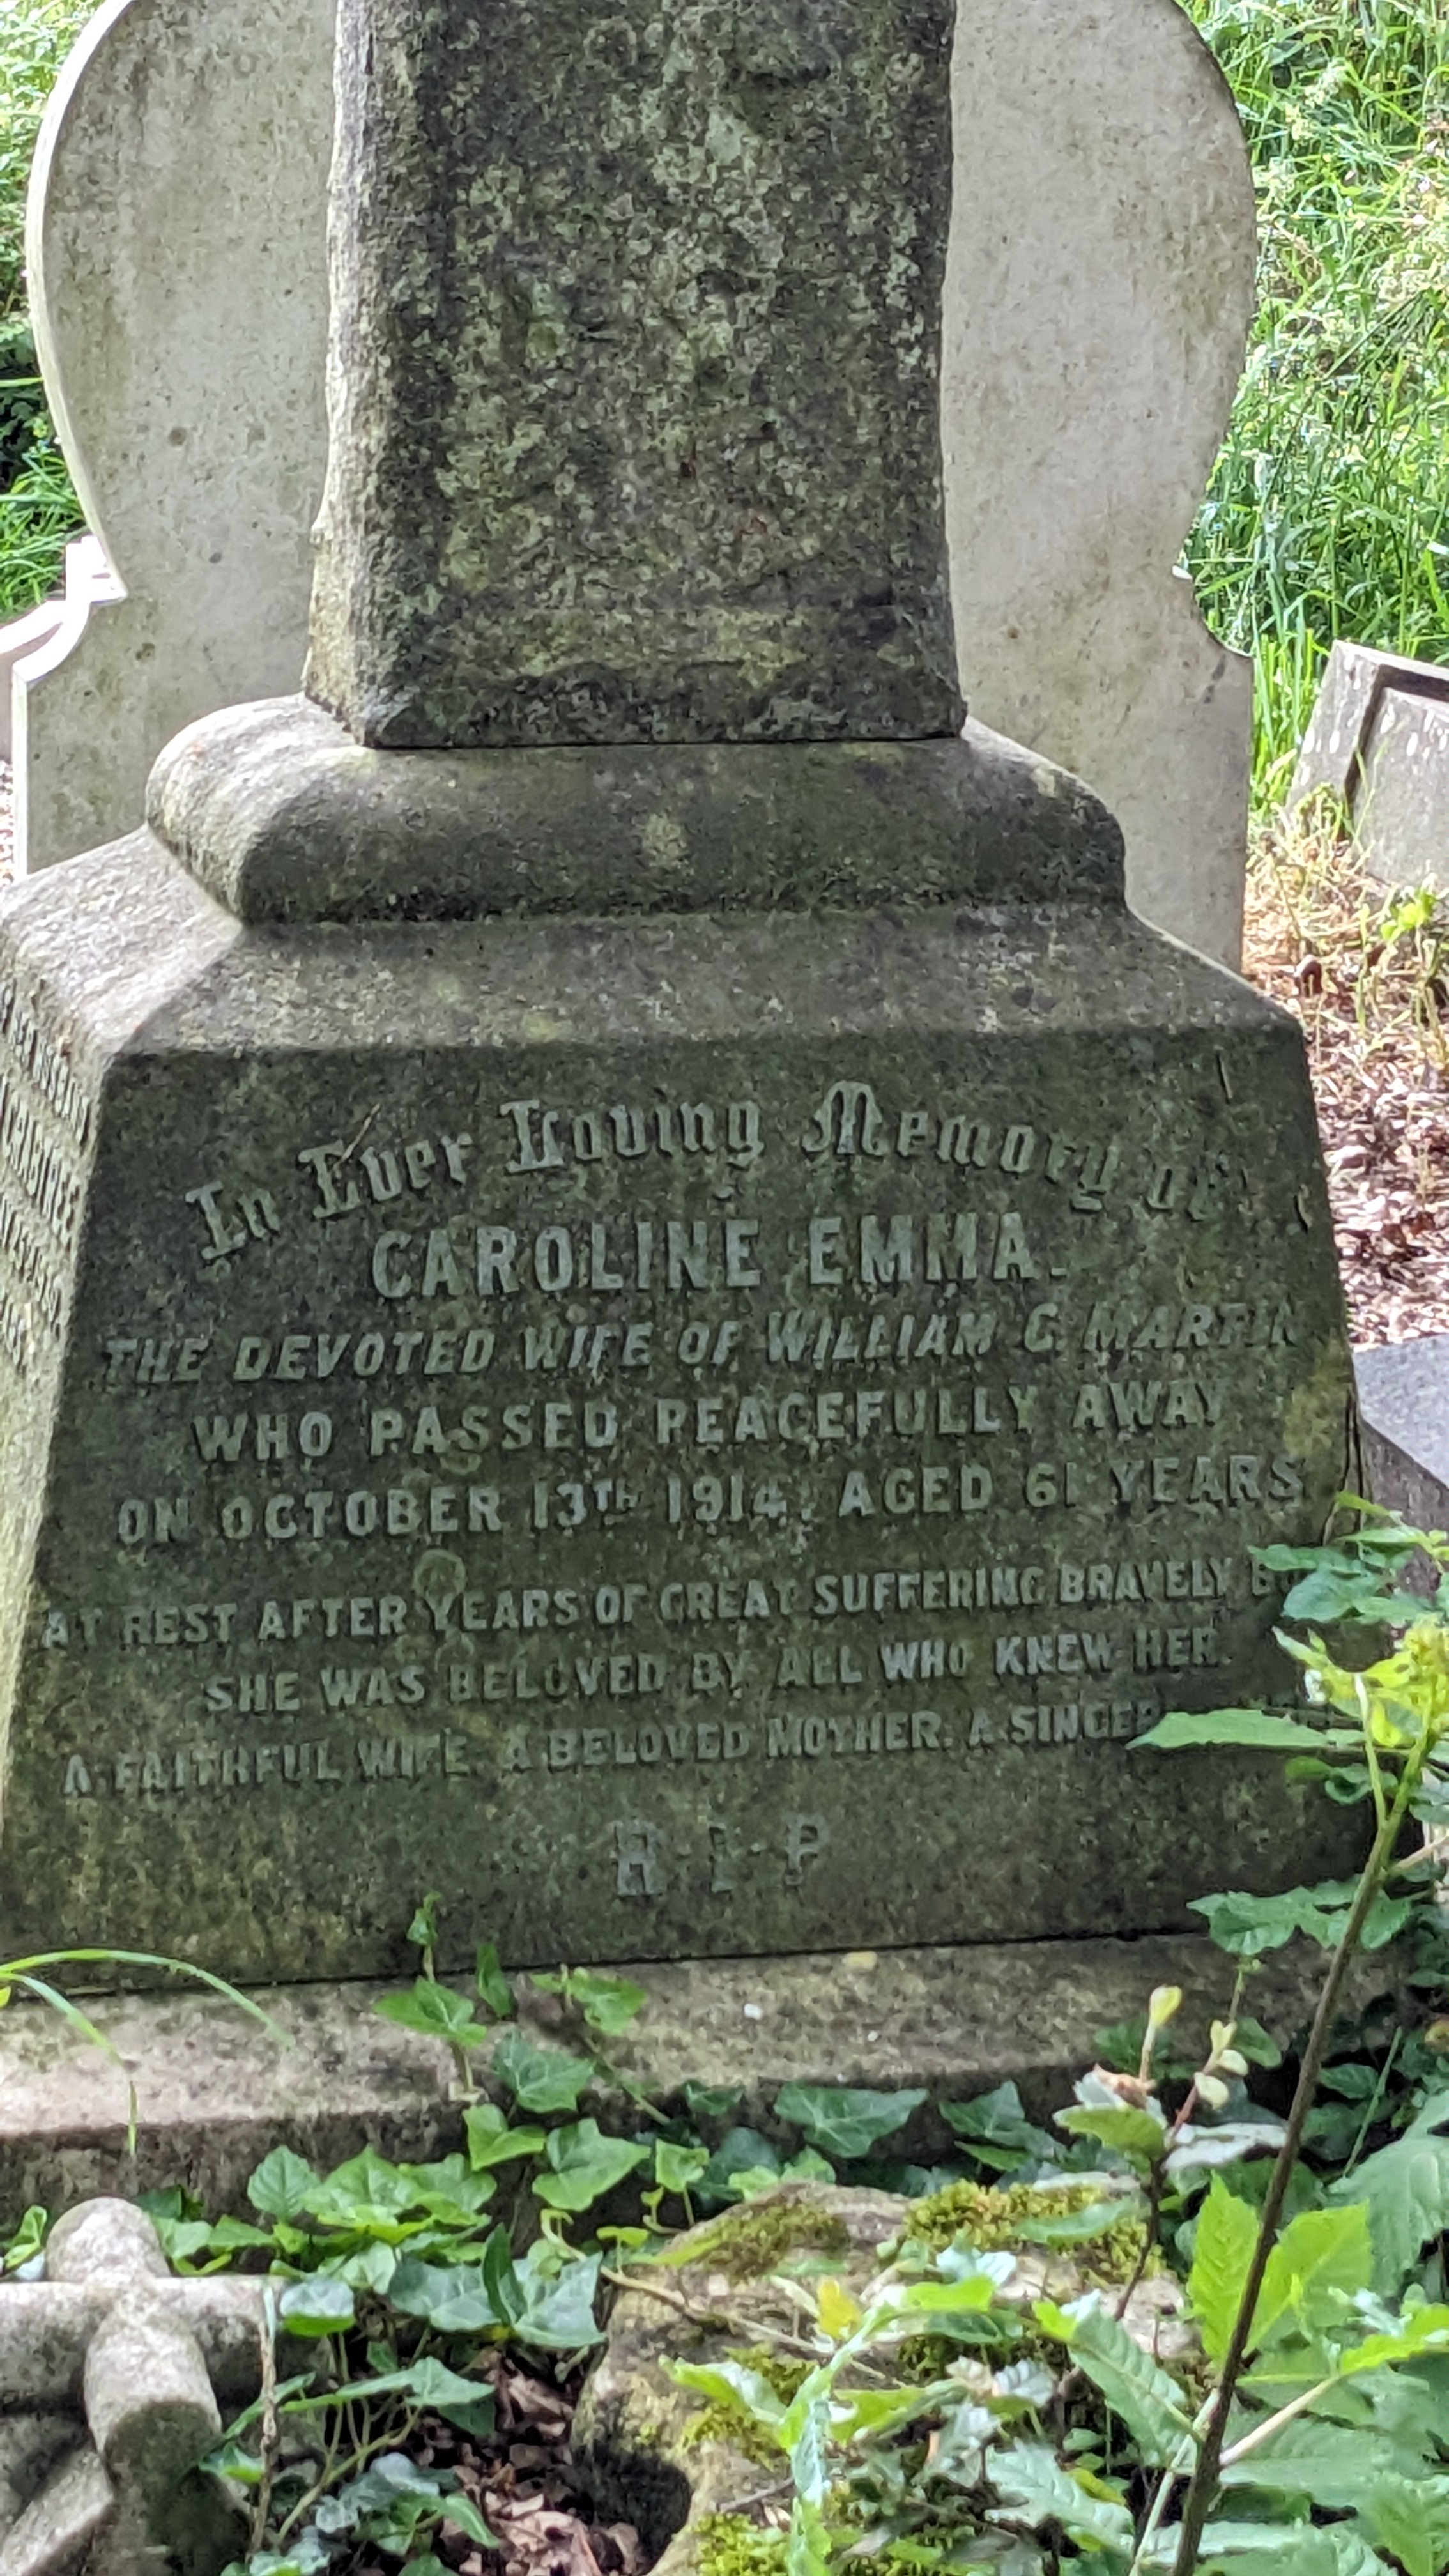 In Ever Loving Memory of
CAROLINE EMMA.
THE DEVOTED WIFE OF WILLIAM G. MARTIN
WHO PASSED PEACEFULLY AWAY
ON OCTOBER 13TH 1914, AGED 61 YEARS
AT REST AFTER YEARS OF GREAT SUFFERING BRAVELY
SHE WAS BELOVED BY ALL WHO KNEW HER.
A FAITHFUL WIFE, A BELOVED MOTHER, A
R I P